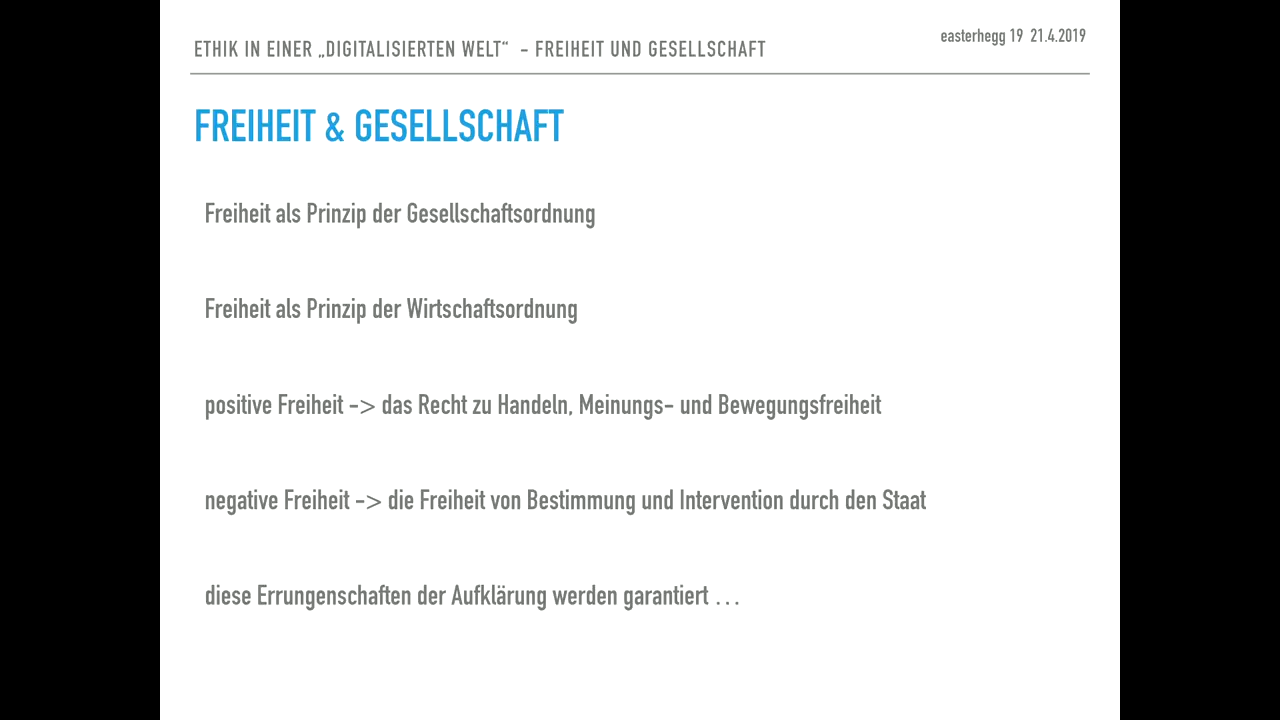 ETHIK IN EINER „DIGITALISIERTEN WELT“ - FREIHEIT UND GESELLSCHAFT
easterhegg 19 21.4.2019
FREIHEIT & GESELLSCHAFT
Freiheit als Prinzip der Gesellschaftsordnung
Freiheit als Prinzip der Wirtschaftsordnung
positive Freiheit -> das Recht zu Handeln, Meinungs- und Bewegungsfreiheit
negative Freiheit -> die Freiheit von Bestimmung und Intervention durch den Staat
diese Errungenschaften der Aufklärung werden garantiert …